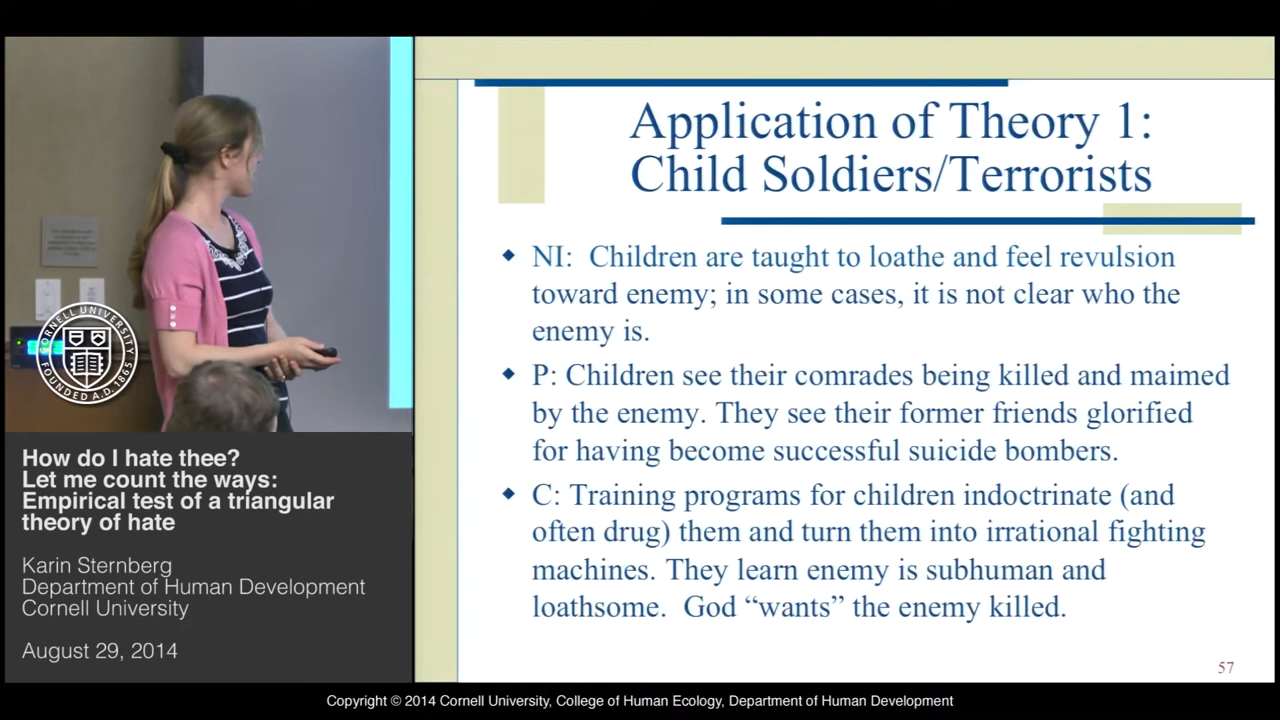 Application of Theory 1:
Child Soldiers/Terrorists
NI: Children are taught to loathe and feel revulsion
toward enemy; in some cases, it is not clear who the
enemy is.
P: Children see their comrades being killed and maimed
by the enemy. They see their former friends glorified
for having become successful suicide bombers.
C: Training programs for children indoctrinate (and
often drug) them and turn them into irrational fighting
machines. They learn enemy is subhuman and
loathsome. God “wants” the enemy killed.
57
CORNELL UNIVERSITY
FOUNDED A.D. 1865
How do I hate thee?
Let me count the ways:
Empirical test of a triangular
theory of hate
Karin Sternberg
Department of Human Development
Cornell University
August 29, 2014
Copyright © 2014 Cornell University, College of Human Ecology, Department of Human Development